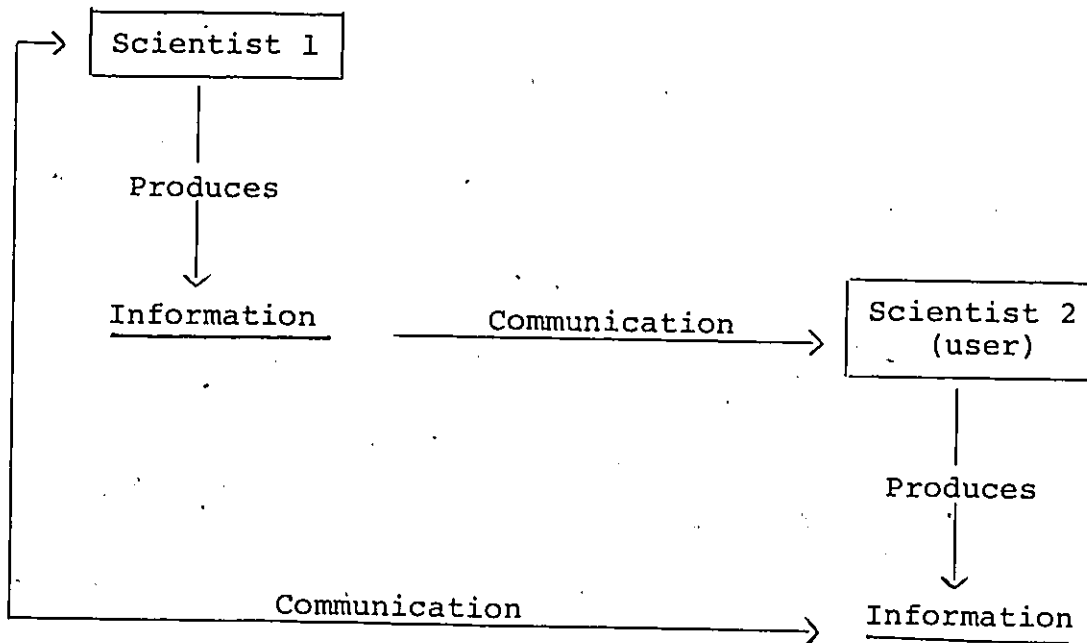 Scientist 1
Produces
Information
Communication
Scientist 2
(user)
Produces
Communication
Information